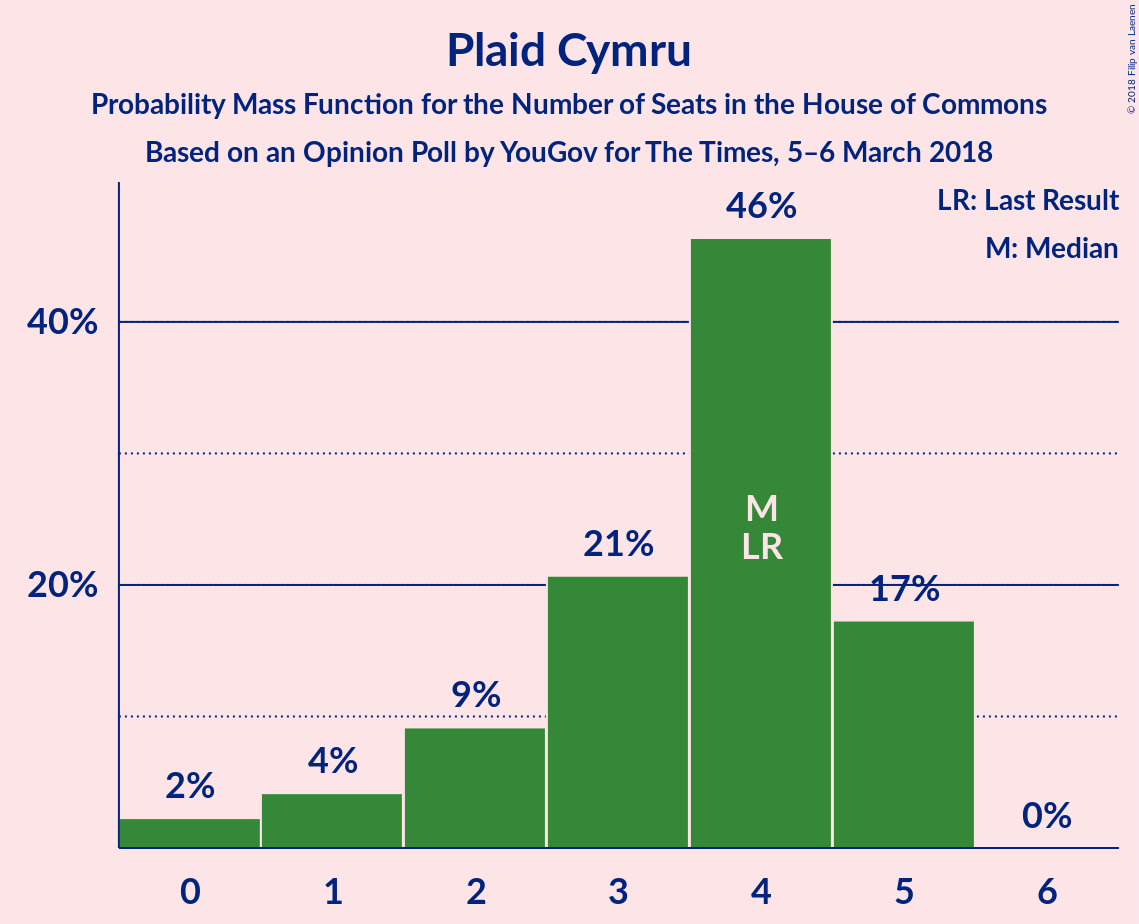 Plaid Cymru
Probability Mass Function for the Number of Seats in the House of Commons
Based on an Opinion Poll by YouGov for The Times, 5–6 March 2018
© 2018 Filip van Laenen
LR: Last Result
M: Median
46%
40%
21%
M
LR
20%
17%
9%
4%
2%
0%
0 1 2 3 4 5 6